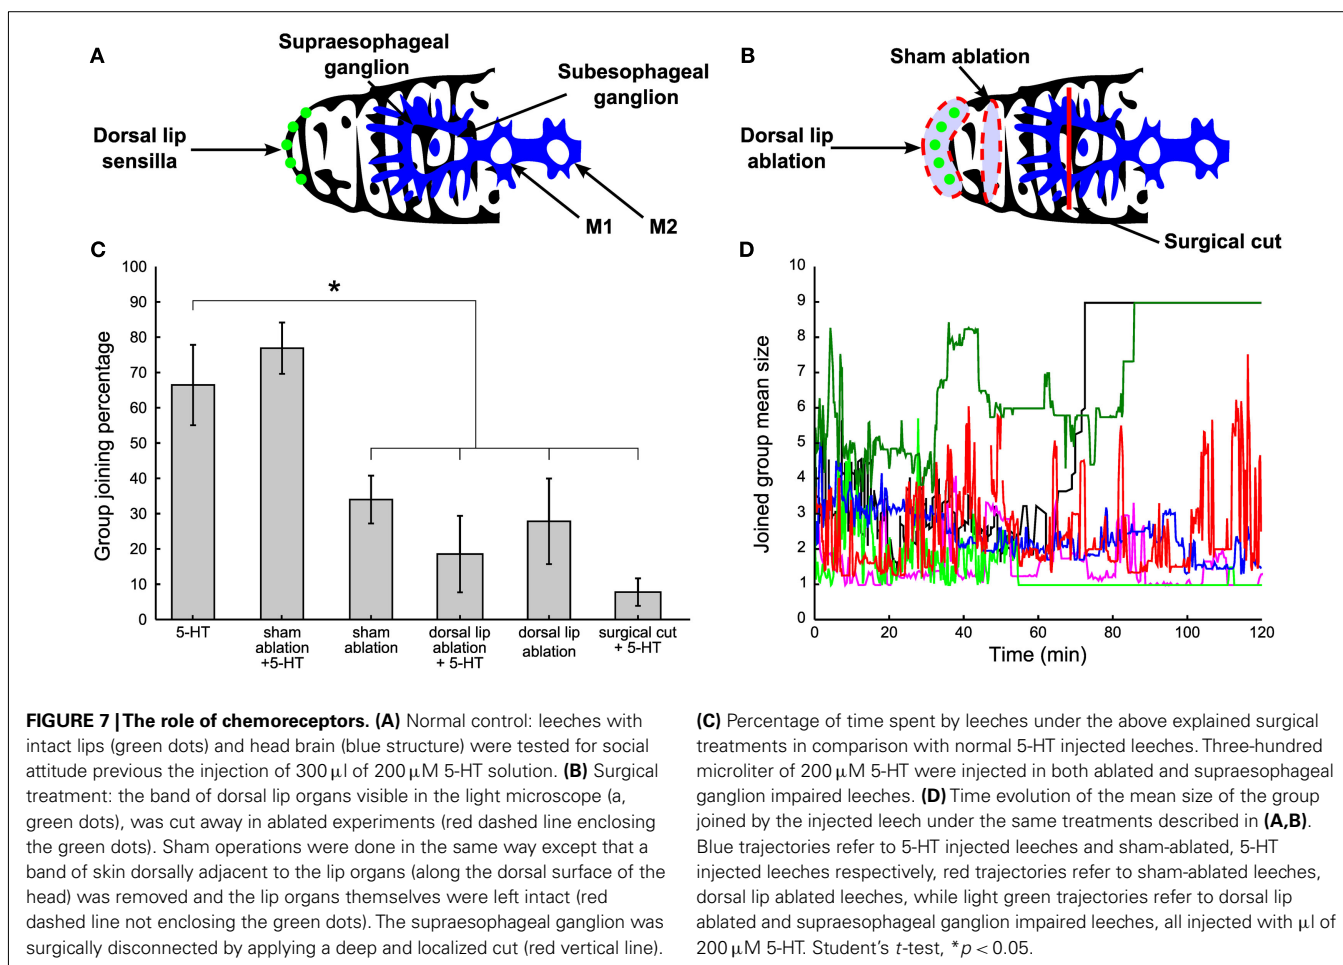 A
Supraesophageal
ganglion
Subesophageal
ganglion
Dorsal lip
sensilla
M1
M2
B
Sham ablation
Dorsal lip
ablation
Surgical cut
C
Group joining percentage
100
90
80
70
60
50
40
30
20
10
0
*
5-HT
sham
ablation
+5-HT
sham
ablation
dorsal lip
ablation
+ 5-HT
dorsal lip
ablation
surgical cut
+ 5-HT
D
Joined group mean size
10
9
8
7
6
5
4
3
2
1
0
0
20
40
60
80
100
120
Time (min)
FIGURE 7 | The role of chemoreceptors. (A) Normal control: leeches with
intact lips (green dots) and head brain (blue structure) were tested for social
attitude previous the injection of 300 μl of 200 μM 5-HT solution. (B) Surgical
treatment: the band of dorsal lip organs visible in the light microscope (a,
green dots), was cut away in ablated experiments (red dashed line enclosing
the green dots). Sham operations were done in the same way except that a
band of skin dorsally adjacent to the lip organs (along the dorsal surface of the
head) was removed and the lip organs themselves were left intact (red
dashed line not enclosing the green dots). The supraesophageal ganglion was
surgically disconnected by applying a deep and localized cut (red vertical line).
(C) Percentage of time spent by leeches under the above explained surgical
treatments in comparison with normal 5-HT injected leeches. Three-hundred
microliter of 200 μM 5-HT were injected in both ablated and supraesophageal
ganglion impaired leeches. (D) Time evolution of the mean size of the group
joined by the injected leech under the same treatments described in (A,B).
Blue trajectories refer to 5-HT injected leeches and sham-ablated, 5-HT
injected leeches respectively, red trajectories refer to sham-ablated leeches,
dorsal lip ablated leeches, while light green trajectories refer to dorsal lip
ablated and supraesophageal ganglion impaired leeches, all injected with μl of
200 μM 5-HT. Student's t-test, *p < 0.05.